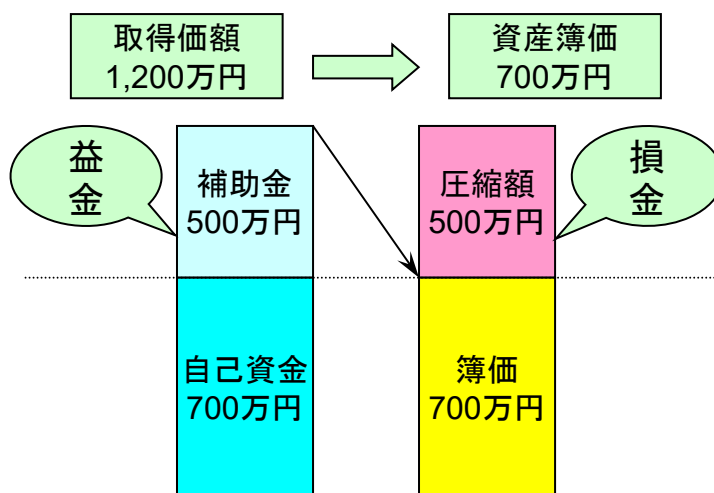 取得価額
1,200万円
資産簿価
700万円
益
金
補助金
500万円
圧縮額
500万円
損
金
自己資金
700万円
簿価
700万円